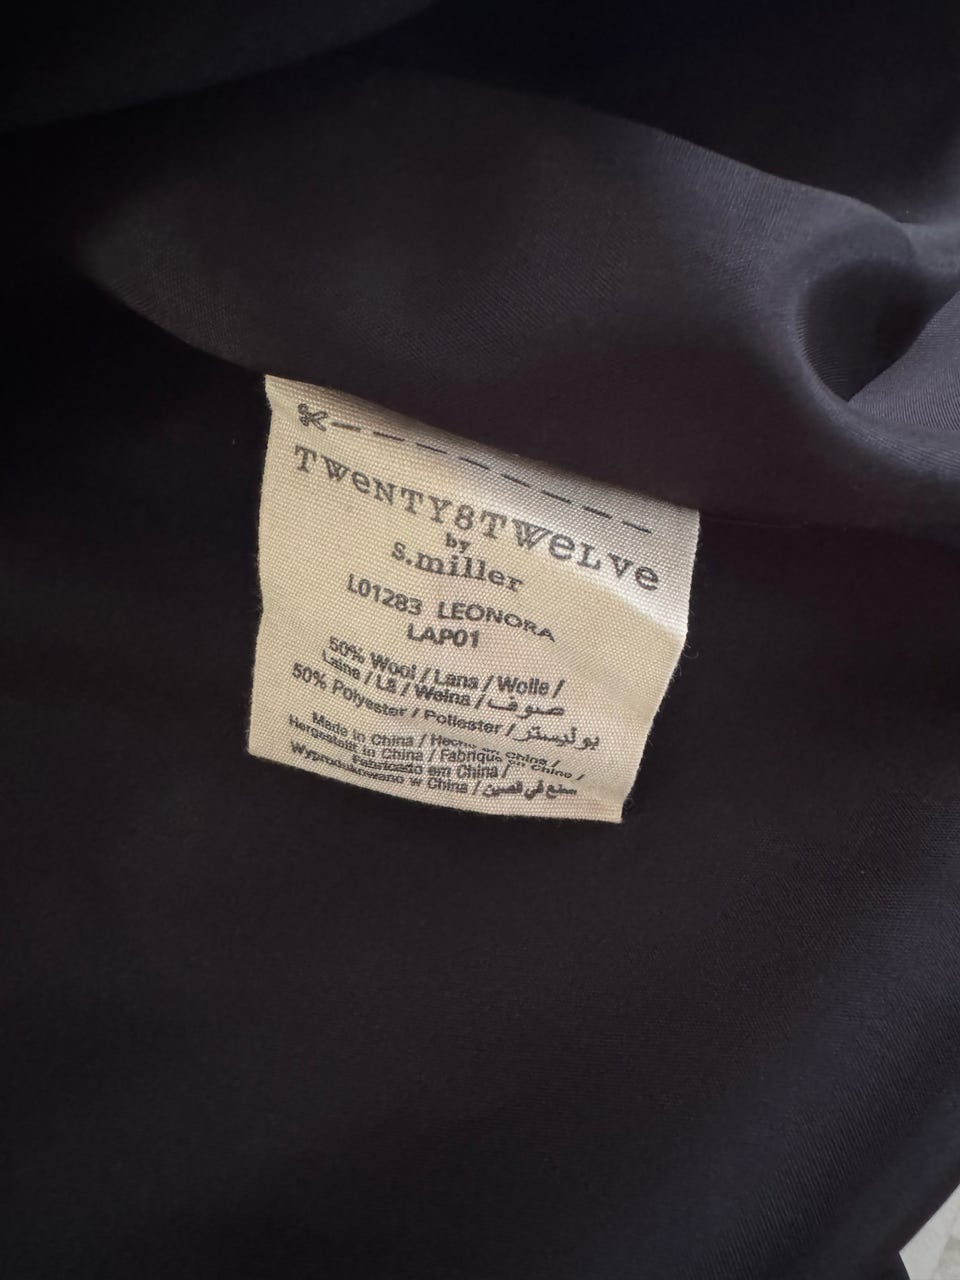 TWeNTY8TWeLve
by
s.miller
L01283 LEONORA
LAP01
50% Wool / Lana / Wolle /
Laine / Lã / Wełna / صوف
50% Polyester / Poliester / بوليستر
Made in China / Hecho en China /
Hergestellt in China / Fabriqué en Chine /
Fabricado em China /
Wyprodukowano w China / صنع في الصين